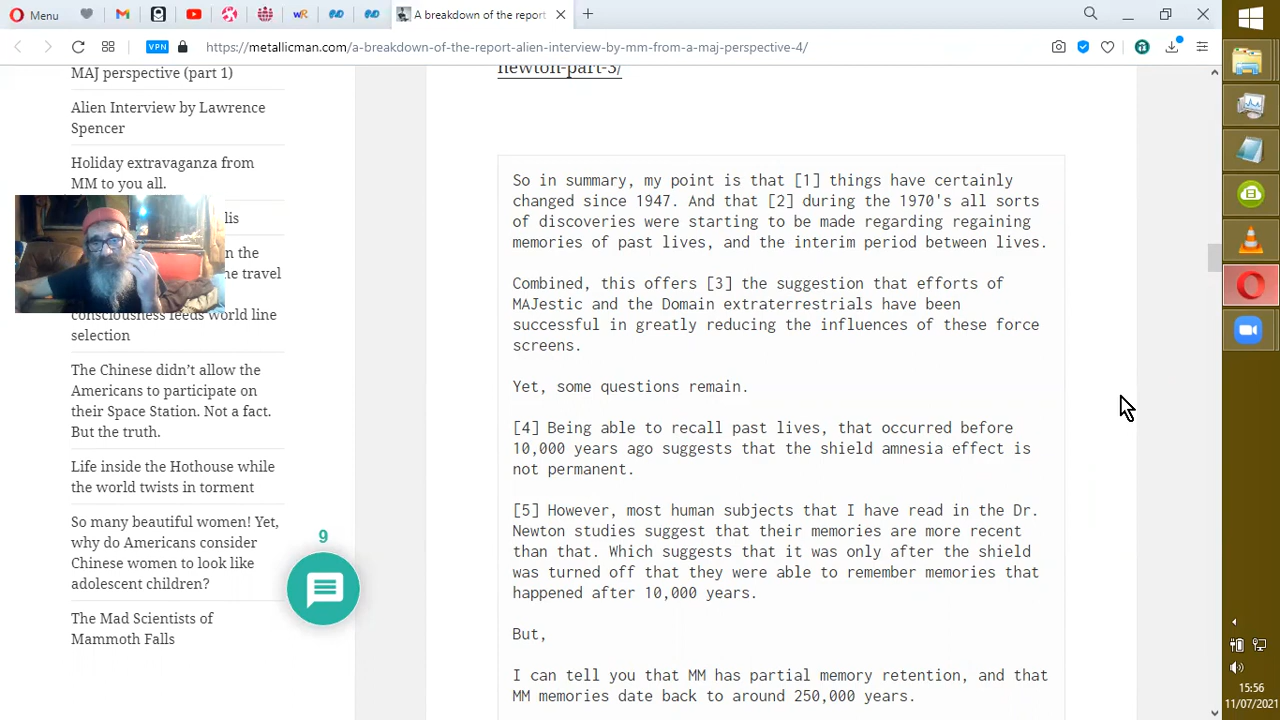 Menu
A breakdown of the report
VPN
https://metallicman.com/a-breakdown-of-the-report-alien-interview-by-mm-from-a-maj-perspective-4/
MAJ perspective (part 1)
Alien Interview by Lawrence
Spencer
Holiday extravaganza from
MM to you all.
lis
n the
e travel
consciousness feeds world line
selection
The Chinese didn’t allow the
Americans to participate on
their Space Station. Not a fact.
But the truth.
Life inside the Hothouse while
the world twists in torment
So many beautiful women! Yet,
why do Americans consider
Chinese women to look like
adolescent children?
The Mad Scientists of
Mammoth Falls
9
newton-part-3/
So in summary, my point is that [1] things have certainly
changed since 1947. And that [2] during the 1970's all sorts
of discoveries were starting to be made regarding regaining
memories of past lives, and the interim period between lives.
Combined, this offers [3] the suggestion that efforts of
MAJestic and the Domain extraterrestrials have been
successful in greatly reducing the influences of these force
screens.
Yet, some questions remain.
[4] Being able to recall past lives, that occurred before
10,000 years ago suggests that the shield amnesia effect is
not permanent.
[5] However, most human subjects that I have read in the Dr.
Newton studies suggest that their memories are more recent
than that. Which suggests that it was only after the shield
was turned off that they were able to remember memories that
happened after 10,000 years.
But,
I can tell you that MM has partial memory retention, and that
MM memories date back to around 250,000 years.
15:56
11/07/2021